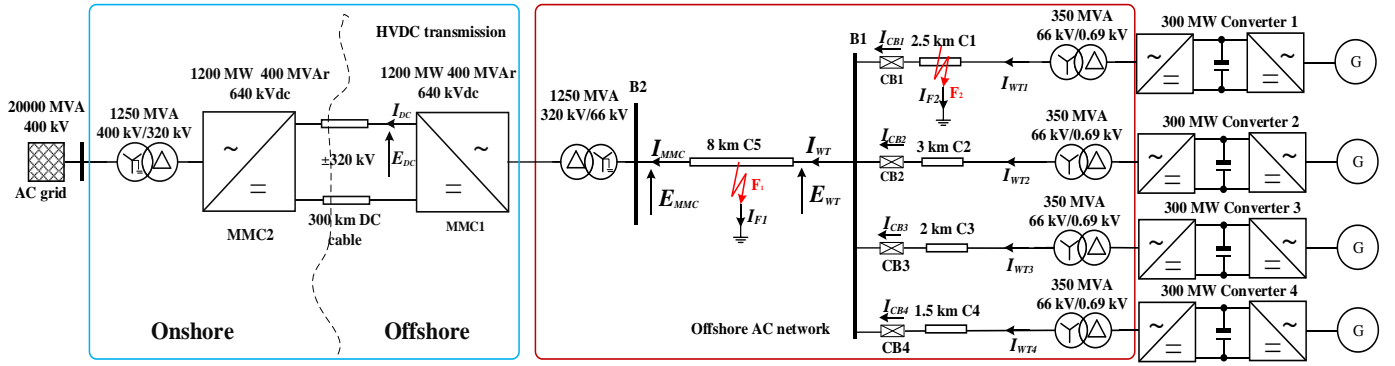 HVDC transmission
1200 MW 400 MVAr
640 kVdc
1200 MW 400 MVAr
640 kVdc
20000 MVA
400 kV
AC grid
1250 MVA
400 kV/320 kV
~
=
MMC2
I_DC
±320 kV
E_DC
300 km DC
cable
~
=
MMC1
Onshore
Offshore
1250 MVA
320 kV/66 kV
B2
I_MMC
E_MMC
8 km C5
F₁
I_F1
I_WT
E_WT
B1
Offshore AC network
I_CB1
CB1
2.5 km C1
F₂
I_F2
I_WT1
350 MVA
66 kV/0.69 kV
300 MW Converter 1
~
=
~
=
G
I_CB2
CB2
3 km C2
I_WT2
350 MVA
66 kV/0.69 kV
300 MW Converter 2
~
=
~
=
G
I_CB3
CB3
2 km C3
I_WT3
350 MVA
66 kV/0.69 kV
300 MW Converter 3
~
=
~
=
G
I_CB4
CB4
1.5 km C4
I_WT4
350 MVA
66 kV/0.69 kV
300 MW Converter 4
~
=
~
=
G